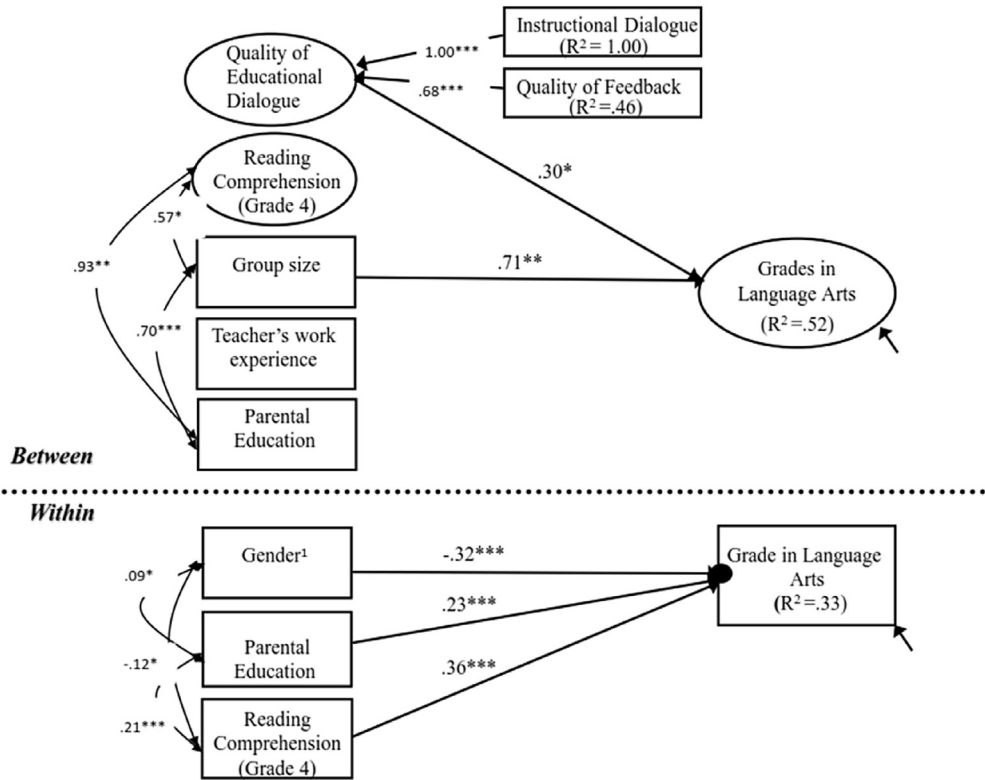 Instructional Dialogue
(R² = 1.00)
1.00***
Quality of
Educational
Dialogue
.68***
Quality of Feedback
(R² =.46)
Reading
Comprehension
(Grade 4)
.30*
.57*
.93**
Group size
.71**
Grades in
Language Arts
(R² =.52)
.70***
Teacher's work
experience
Parental
Education
Between
Within
Gender¹
-.32***
Grade in Language
Arts
(R² =.33)
.09*
.23***
Parental
Education
-.12*
.36***
.21***
Reading
Comprehension
(Grade 4)